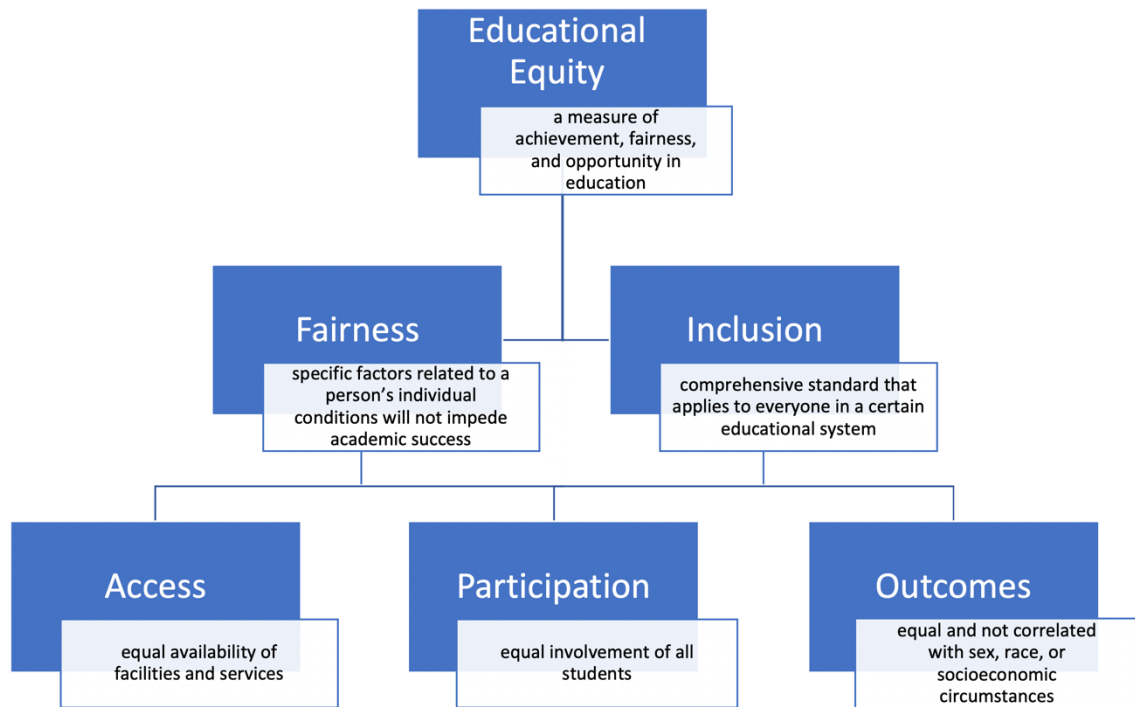 Educational
Equity
a measure of
achievement, fairness,
and opportunity in
education
Fairness
specific factors related to a
person's individual
conditions will not impede
academic success
Inclusion
comprehensive standard that
applies to everyone in a certain
educational system
Access
equal availability of
facilities and services
Participation
equal involvement of all
students
Outcomes
equal and not correlated
with sex, race, or
socioeconomic
circumstances